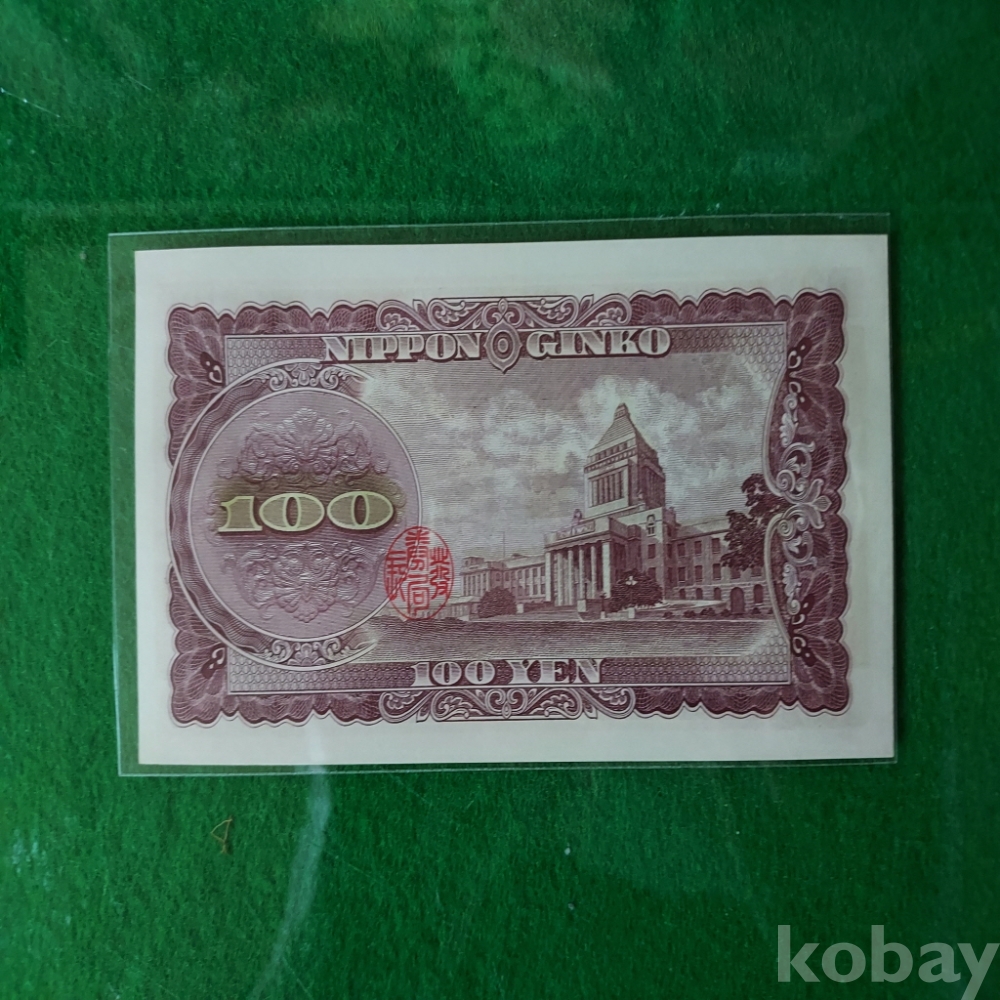 NIPPON GINKO
100
100 YEN
kobay